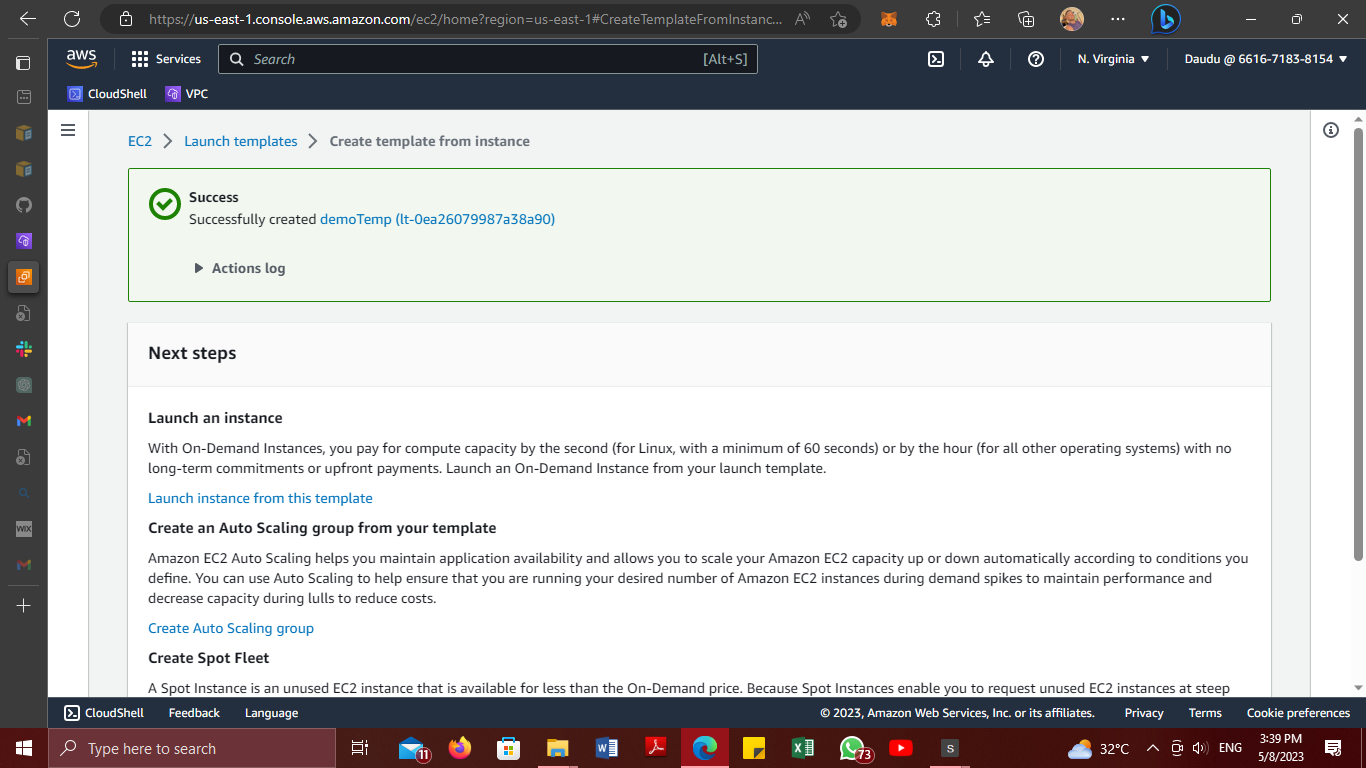 https://us-east-1.console.aws.amazon.com/ec2/home?region=us-east-1#CreateTemplateFromInstanc...
aws
Services
Search
[Alt+S]
N. Virginia
Daudu @ 6616-7183-8154
CloudShell
VPC
EC2
Launch templates
Create template from instance
Success
Successfully created demoTemp (lt-0ea26079987a38a90)
Actions log
Next steps
Launch an instance
With On-Demand Instances, you pay for compute capacity by the second (for Linux, with a minimum of 60 seconds) or by the hour (for all other operating systems) with no
long-term commitments or upfront payments. Launch an On-Demand Instance from your launch template.
Launch instance from this template
Create an Auto Scaling group from your template
Amazon EC2 Auto Scaling helps you maintain application availability and allows you to scale your Amazon EC2 capacity up or down automatically according to conditions you
define. You can use Auto Scaling to help ensure that you are running your desired number of Amazon EC2 instances during demand spikes to maintain performance and
decrease capacity during lulls to reduce costs.
Create Auto Scaling group
Create Spot Fleet
A Spot Instance is an unused EC2 instance that is available for less than the On-Demand price. Because Spot Instances enable you to request unused EC2 instances at steep
WIX
CloudShell
Feedback
Language
© 2023, Amazon Web Services, Inc. or its affiliates.
Privacy
Terms
Cookie preferences
Type here to search
11
73
S
32°C
ENG
3:39 PM
5/8/2023